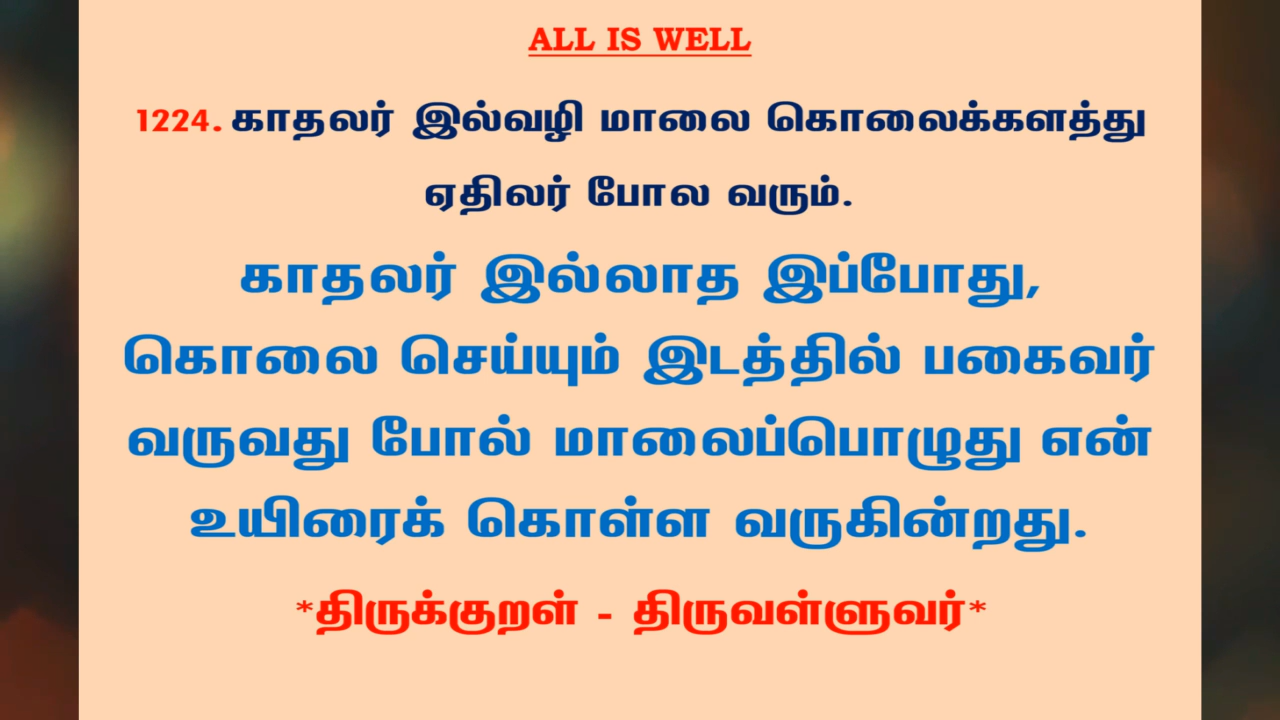 ALL IS WELL
1224. காதலர் இல்வழி மாலை கொலைக்களத்து
ஏதிலர் போல வரும்.
காதலர் இல்லாத இப்போது,
கொலை செய்யும் இடத்தில் பகைவர்
வருவது போல் மாலைப்பொழுது என்
உயிரைக் கொள்ள வருகின்றது.
*திருக்குறள் - திருவள்ளுவர்*